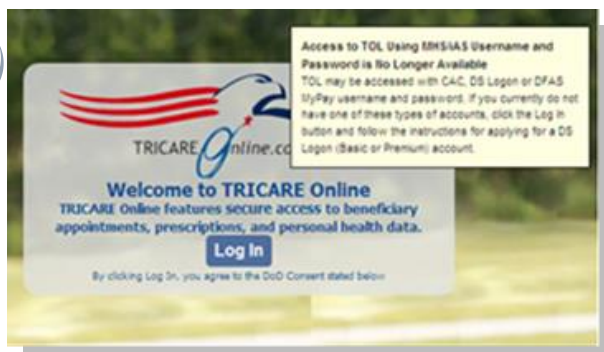 Access to TOL Using MHS/IAS Username and
Password is No Longer Available
TOL may be accessed with CAC, DS Logon or DFAS
MyPay username and password. If you currently do not
have one of these types of accounts, click the Log In
button and follow the instructions for applying for a DS
Logon (Basic or Premium) account.
TRICARE Online.co
Welcome to TRICARE Online
TRICARE Online features secure access to beneficiary
appointments, prescriptions, and personal health data.
Log In
By clicking Log In, you agree to the DoD Consent stated below